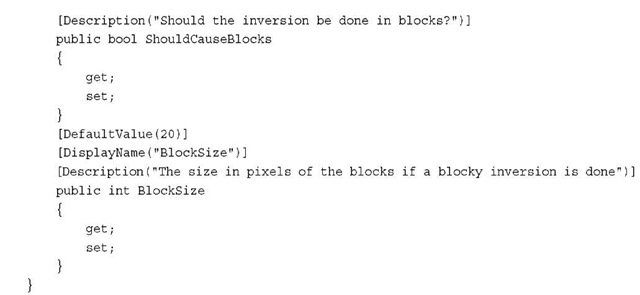 [Description("Should the inversion be done in blocks?")]
public bool ShouldCauseBlocks
{
get;
set;
}
[DefaultValue(20)]
[DisplayName("BlockSize")]
[Description("The size in pixels of the blocks if a blocky inversion is done")]
public int BlockSize
{
get;
set;
}
}